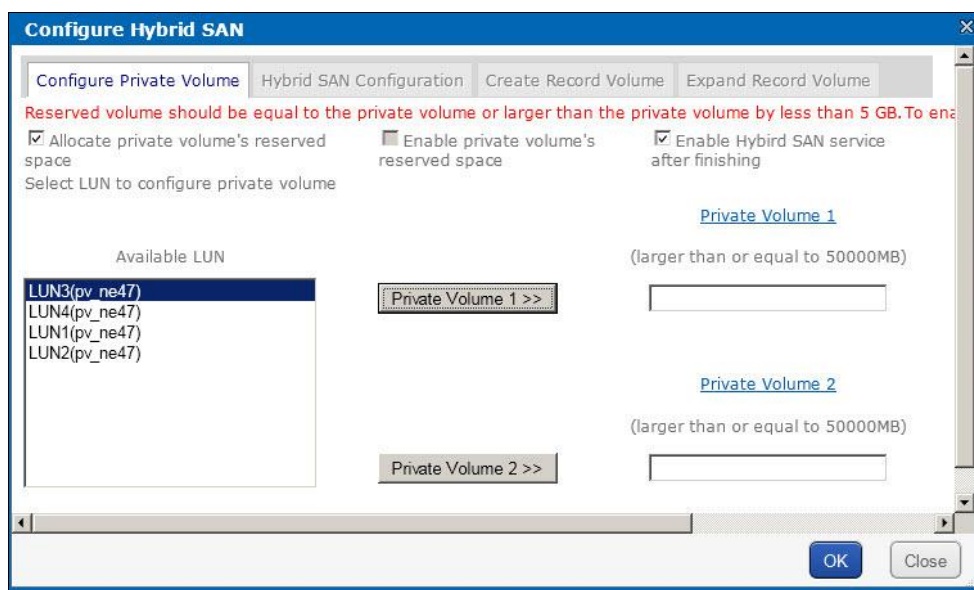 Configure Hybrid SAN
Configure Private Volume
Hybrid SAN Configuration
Create Record Volume
Expand Record Volume
Reserved volume should be equal to the private volume or larger than the private volume by less than 5 GB.To ena
Allocate private volume's reserved
space
Enable private volume's
reserved space
Enable Hybird SAN service
after finishing
Select LUN to configure private volume
Private Volume 1
Available LUN
(larger than or equal to 50000MB)
LUN3(pv_ne47)
LUN4(pv_ne47)
LUN1(pv_ne47)
LUN2(pv_ne47)
Private Volume 1 >>
Private Volume 2
(larger than or equal to 50000MB)
Private Volume 2 >>
OK
Close